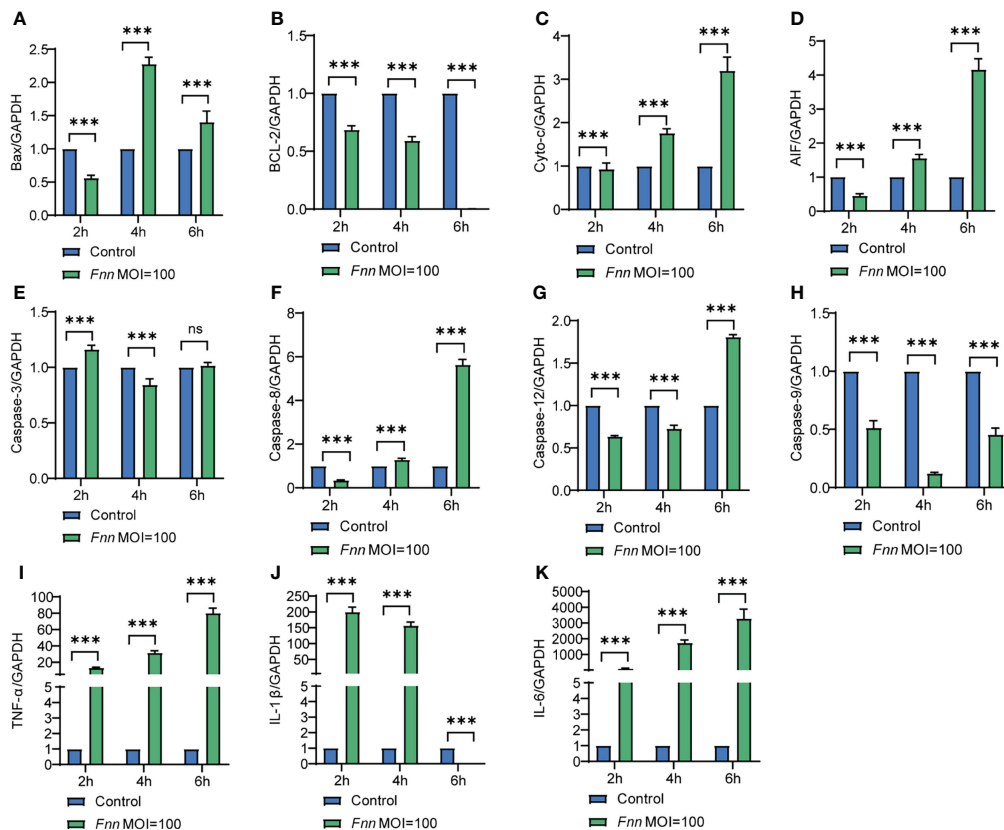 A
Bax/GAPDH
2.5
2.0
1.5
1.0
0.5
0.0
***
***
***
2h
4h
6h
Control
Fnn MOI=100
B
BCL-2/GAPDH
1.5
1.0
0.5
0.0
***
***
***
2h
4h
6h
Control
Fnn MOI=100
C
Cyto-c/GAPDH
4
3
2
1
0
***
***
***
2h
4h
6h
Control
Fnn MOI=100
D
AIF/GAPDH
5
4
3
2
1
0
***
***
***
2h
4h
6h
Control
Fnn MOI=100
E
Caspase-3/GAPDH
1.5
1.0
0.5
0.0
***
***
ns
2h
4h
6h
Control
Fnn MOI=100
F
Caspase-8/GAPDH
8
6
4
2
0
***
***
***
2h
4h
6h
Control
Fnn MOI=100
G
Caspase-12/GAPDH
2.0
1.5
1.0
0.5
0.0
***
***
***
2h
4h
6h
Control
Fnn MOI=100
H
Caspase-9/GAPDH
1.5
1.0
0.5
0.0
***
***
***
2h
4h
6h
Control
Fnn MOI=100
I
TNF-α/GAPDH
100
80
60
40
20
5
4
3
2
1
0
***
***
***
2h
4h
6h
Control
Fnn MOI=100
J
IL-1β/GAPDH
250
200
150
100
50
5
4
3
2
1
0
***
***
***
2h
4h
6h
Control
Fnn MOI=100
K
IL-6/GAPDH
5000
4000
3000
2000
1000
5
4
3
2
1
0
***
***
***
2h
4h
6h
Control
Fnn MOI=100